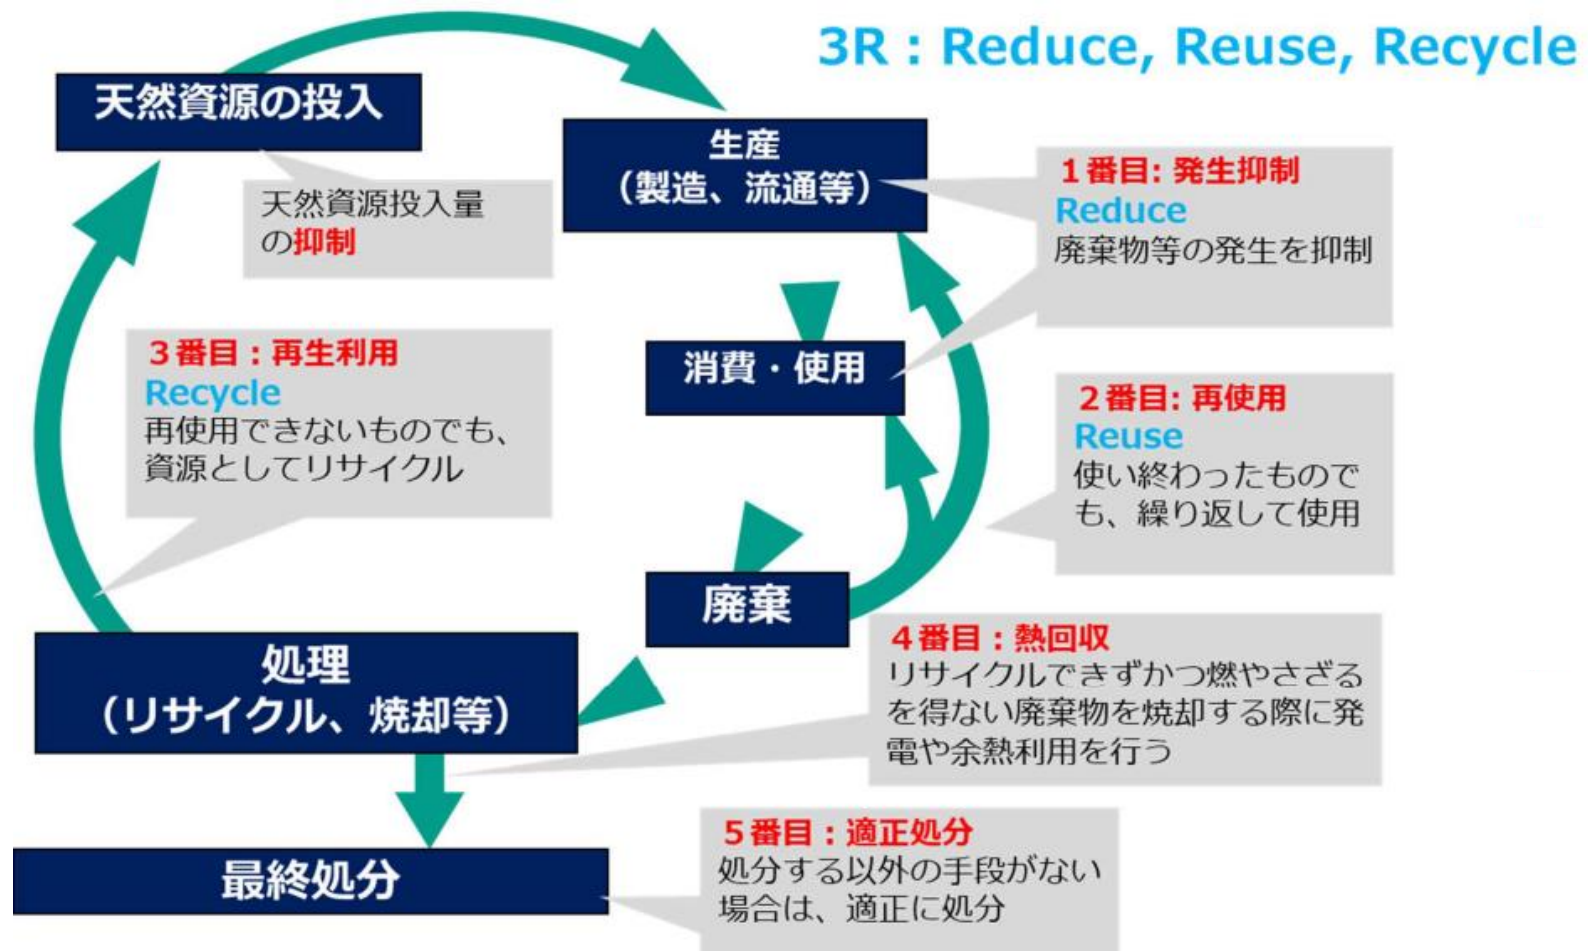 3R : Reduce, Reuse, Recycle
天然資源の投入
天然資源投入量
の抑制
生産
（製造、流通等）
１番目: 発生抑制
Reduce
廃棄物等の発生を抑制
消費・使用
２番目: 再使用
Reuse
使い終わったもので
も、繰り返して使用
３番目：再生利用
Recycle
再使用できないものでも、
資源としてリサイクル
廃棄
処理
（リサイクル、焼却等）
４番目：熱回収
リサイクルできずかつ燃やさざる
を得ない廃棄物を焼却する際に発
電や余熱利用を行う
最終処分
５番目：適正処分
処分する以外の手段がない
場合は、適正に処分